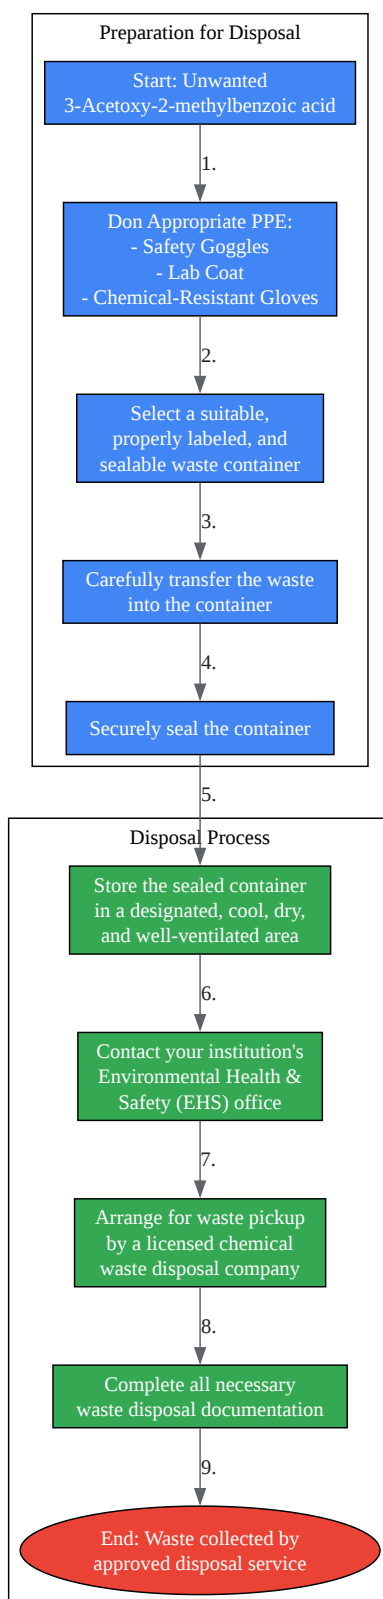 Preparation for Disposal
Start: Unwanted
3-Acetoxy-2-methylbenzoic acid
1.
Don Appropriate PPE:
- Safety Goggles
- Lab Coat
- Chemical-Resistant Gloves
2.
Select a suitable,
properly labeled, and
sealable waste container
3.
Carefully transfer the waste
into the container
4.
Securely seal the container
5.
Disposal Process
Store the sealed container
in a designated, cool, dry,
and well-ventilated area
6.
Contact your institution's
Environmental Health &
Safety (EHS) office
7.
Arrange for waste pickup
by a licensed chemical
waste disposal company
8.
Complete all necessary
waste disposal documentation
9.
End: Waste collected by
approved disposal service